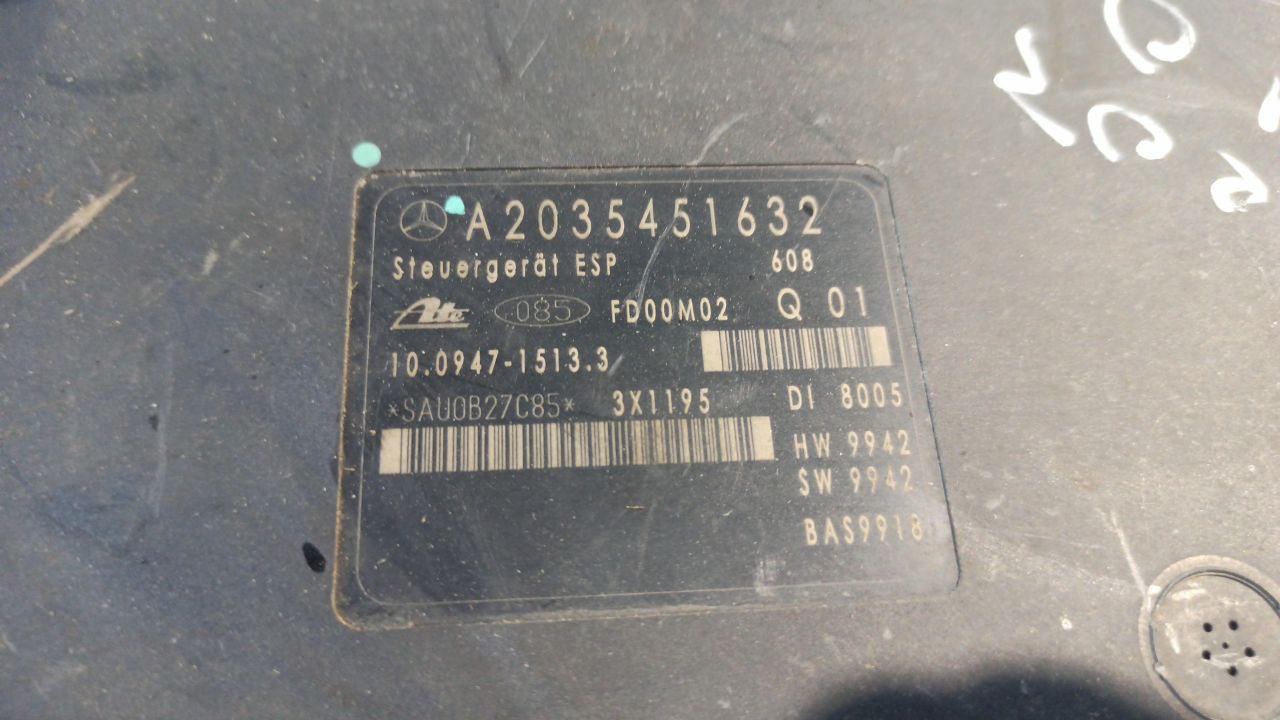 A2035451632
Steuergerät ESP 608
Ate 085 FD00M02 Q 01
10.0947-1513.3
*SAU0B27C85* 3X1195 DI 8005
HW 9942
SW 9942
BAS9918